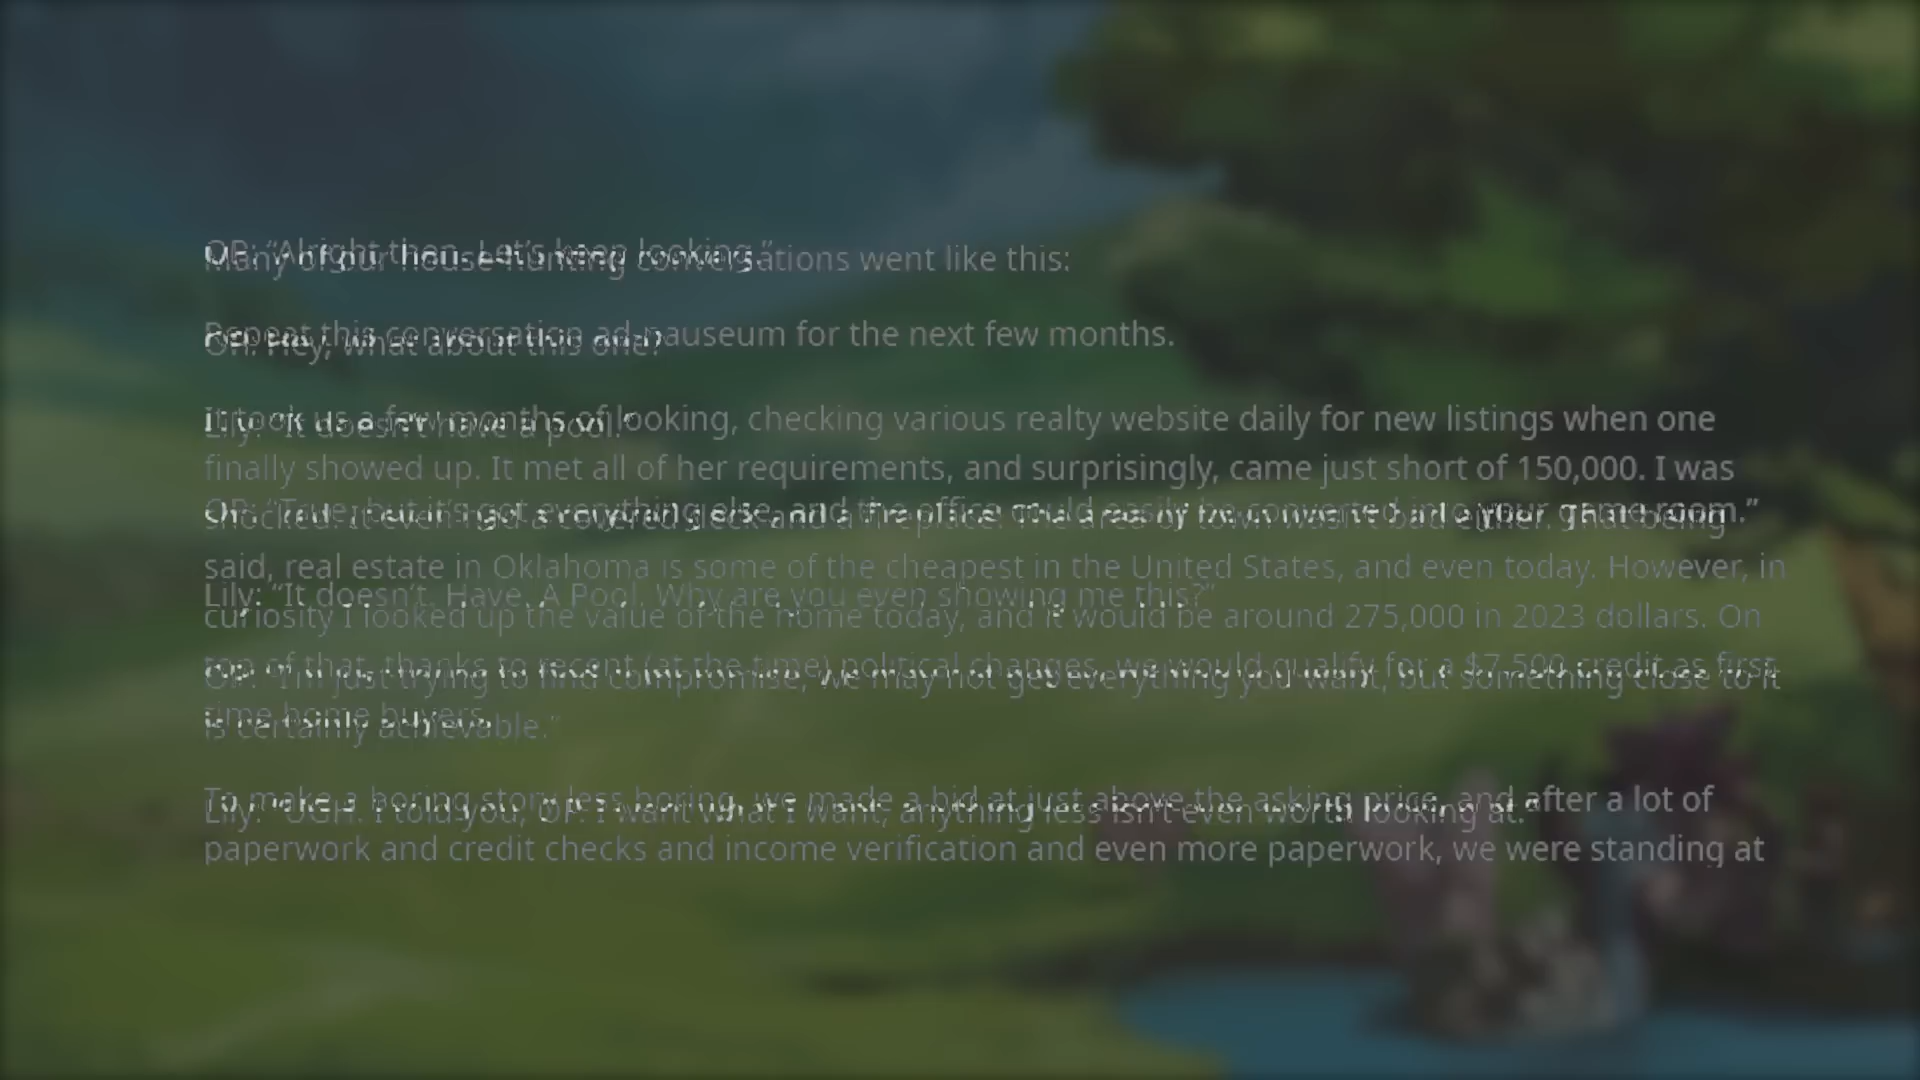 Many of our house-hunting conversations went like this:
OP: “Hey, what about this one?”
Lily: “It doesn’t have a pool.”
OP: “True, but it’s got everything else, and the office could easily be converted into your game room.”
Lily: “It doesn’t. Have. A Pool. Why are you even showing me this?”
OP: “I’m just trying to find compromise, we may not get everything you want, but something close to it
is certainly achievable.”
Lily: “UGH. I told you, OP. I want what I want, anything less isn’t even worth looking at.”
OP: “Alright then. Let’s keep looking.”
Repeat this conversation ad-nauseum for the next few months.
It took us a few months of looking, checking various realty website daily for new listings when one
finally showed up. It met all of her requirements, and surprisingly, came just short of 150,000. I was
shocked. It even had a covered deck and a fireplace! The area of town wasn’t bad either. That being
said, real estate in Oklahoma is some of the cheapest in the United States, and even today. However, in
curiosity I looked up the value of the home today, and it would be around 275,000 in 2023 dollars. On
top of that, thanks to recent (at the time) political changes, we would qualify for a $7,500 credit as first
time home buyers.
To make a boring story less boring, we made a bid at just above the asking price, and after a lot of
paperwork and credit checks and income verification and even more paperwork, we were standing at